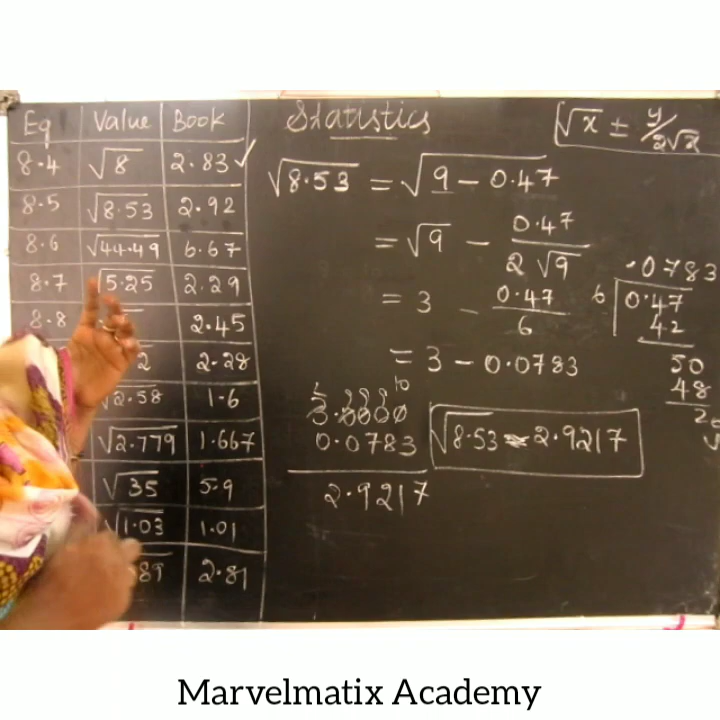 Eq Value Book
8.4 √8 2.83 ✓
8.5 √8.53 2.92
8.6 √44.49 6.67
8.7 √5.25 2.29
8.8 2.45
2 2.28
√2.58 1.6
√2.779 1.667
√35 5.9
√1.03 1.01
89 2.81
Statistics
√x ± y/2√x
√8.53 = √9 - 0.47
= √9 - 0.47/2√9
= 3 - 0.47/6
= 3 - 0.0783
.0783
6 0.47
42
50
48
2
10
3.0000
0.0783
2.9217
√8.53 ≈ 2.9217
Marvelmatix Academy